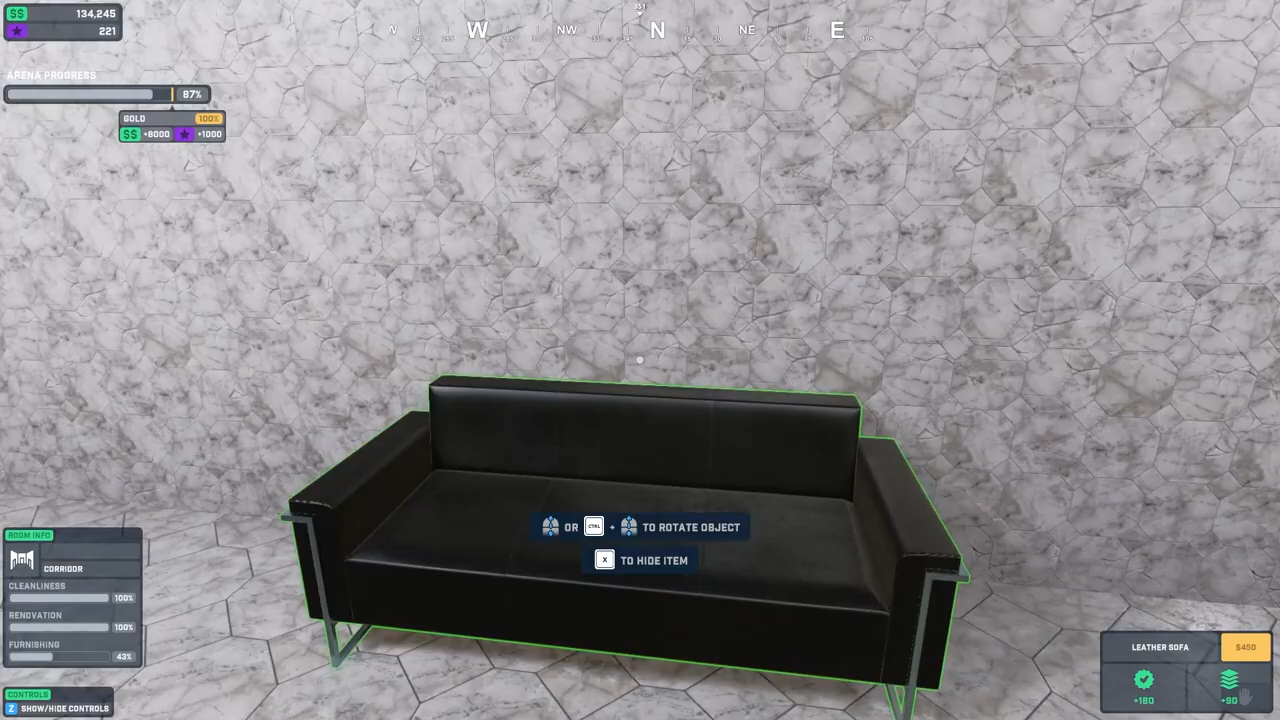 $$ 134,245
221
W W NW N NE E
351
ARENA PROGRESS
87%
GOLD 100%
$$ +8000 +1000
OR CTRL + TO ROTATE OBJECT
X TO HIDE ITEM
ROOM INFO
CORRIDOR
CLEANLINESS
100%
RENOVATION
100%
FURNISHING
43%
CONTROLS
Z SHOW/HIDE CONTROLS
LEATHER SOFA $450
+180 +90